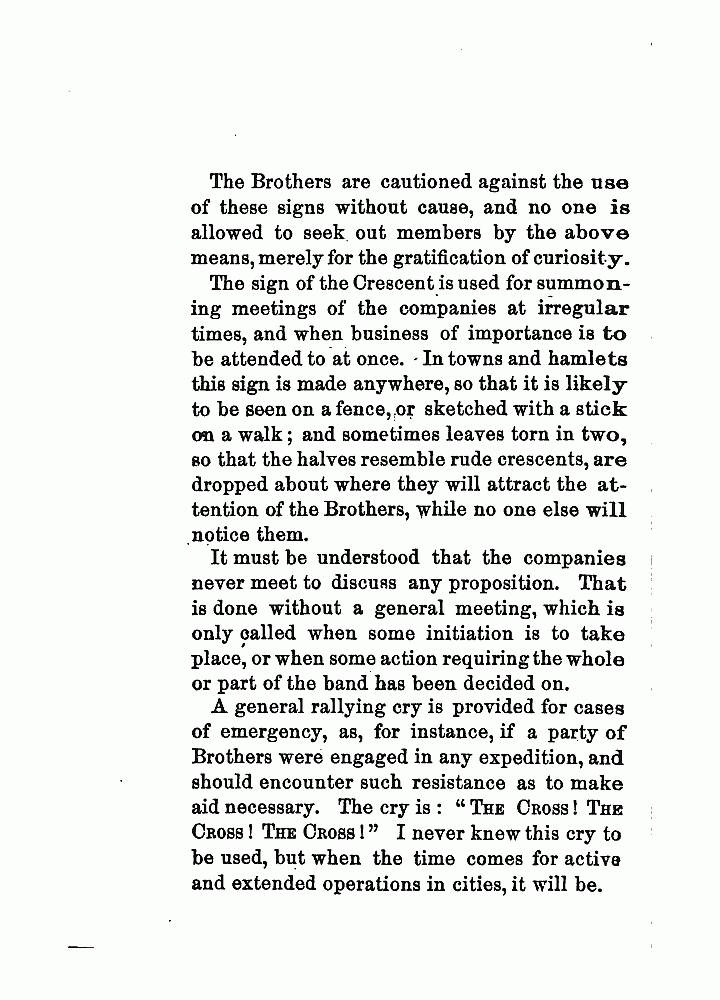 The Brothers are cautioned against the use
of these signs without cause, and no one is
allowed to seek out members by the above
means, merely for the gratification of curiosity.
The sign of the Crescent is used for summon-
ing meetings of the companies at irregular
times, and when business of importance is to
be attended to at once. In towns and hamlets
this sign is made anywhere, so that it is likely
to be seen on a fence, or sketched with a stick
on a walk; and sometimes leaves torn in two,
so that the halves resemble rude crescents, are
dropped about where they will attract the at-
tention of the Brothers, while no one else will
notice them.
It must be understood that the companies
never meet to discuss any proposition. That
is done without a general meeting, which is
only called when some initiation is to take
place, or when some action requiring the whole
or part of the band has been decided on.
A general rallying cry is provided for cases
of emergency, as, for instance, if a party of
Brothers were engaged in any expedition, and
should encounter such resistance as to make
aid necessary. The cry is: "THE CROSS! THE
CROSS! THE CROSS!" I never knew this cry to
be used, but when the time comes for active
and extended operations in cities, it will be.